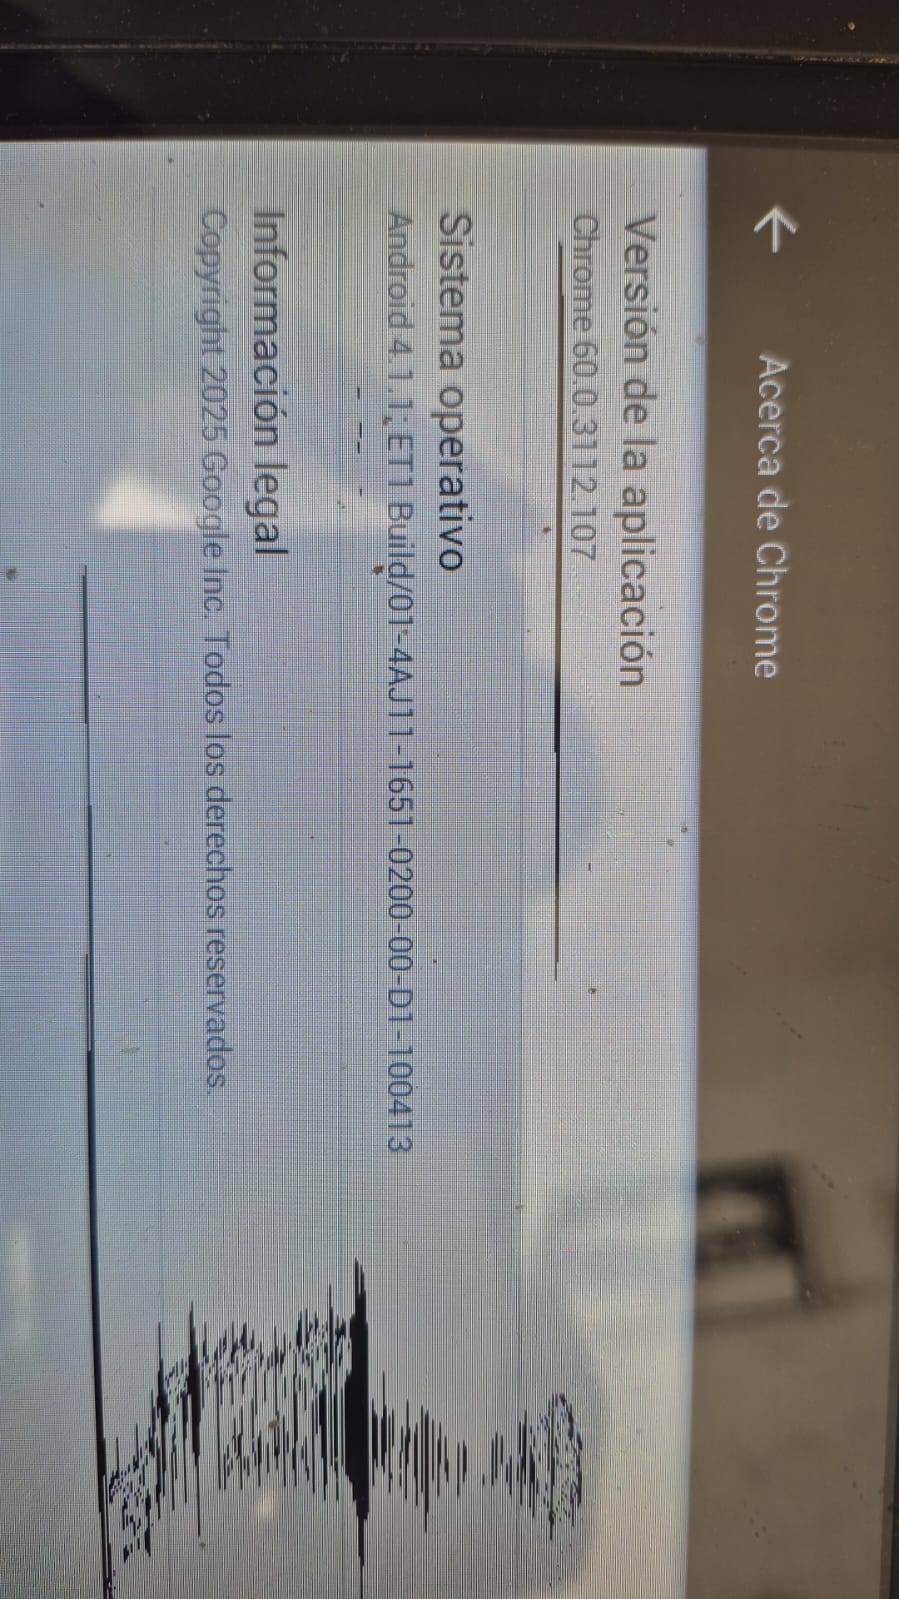 Acerca de Chrome
Versión de la aplicación
Chrome 60.0.3112.107
Sistema operativo
Android 4.1.1; ET1 Build/01-4AJ11-1651-0200-00-D1-100413
Información legal
Copyright 2025 Google Inc. Todos los derechos reservados.